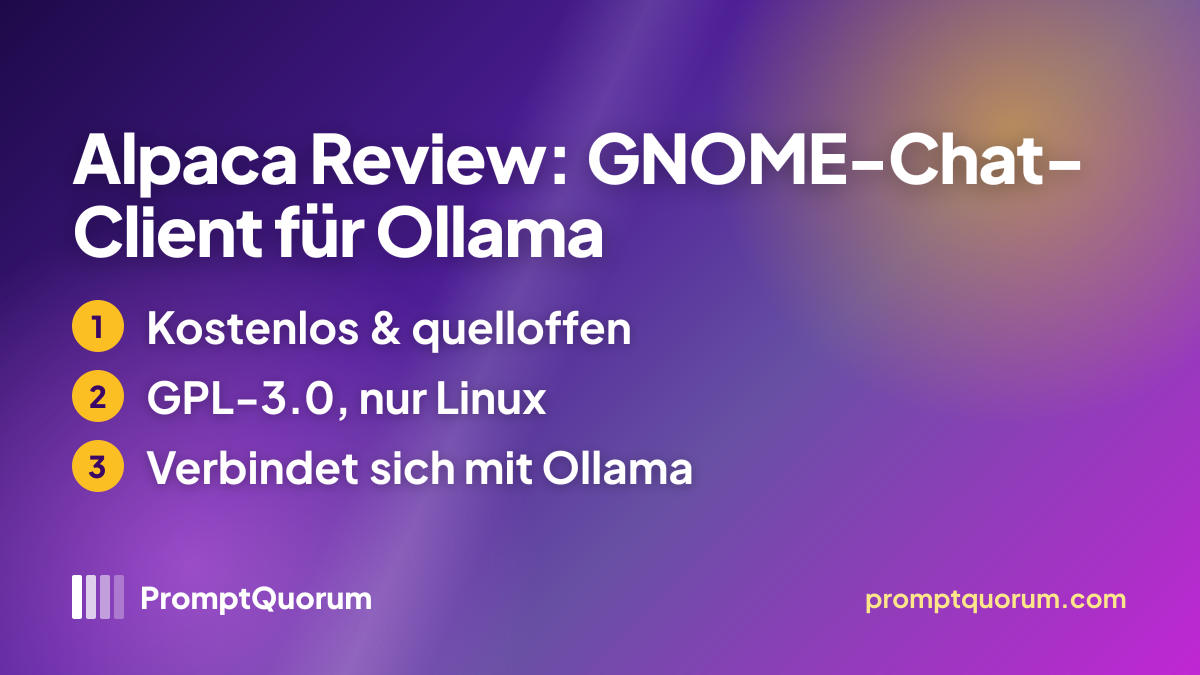 Alpaca Review: GNOME-Chat-
Client für Ollama
1 Kostenlos & quelloffen
2 GPL-3.0, nur Linux
3 Verbindet sich mit Ollama
PromptQuorum
promptquorum.com